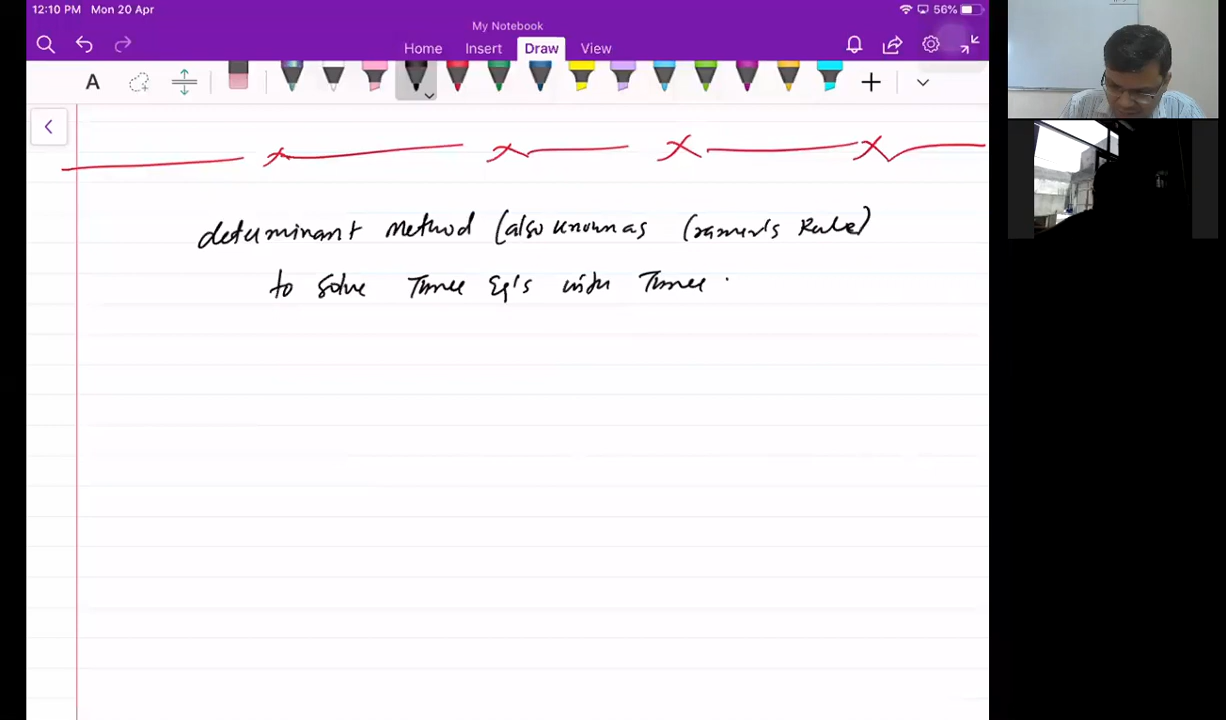 12:10 PM Mon 20 Apr
56%
My Notebook
Home Insert Draw View
A
determinant method (also known as Cramer's Rule)
to solve Three Eq's with Three